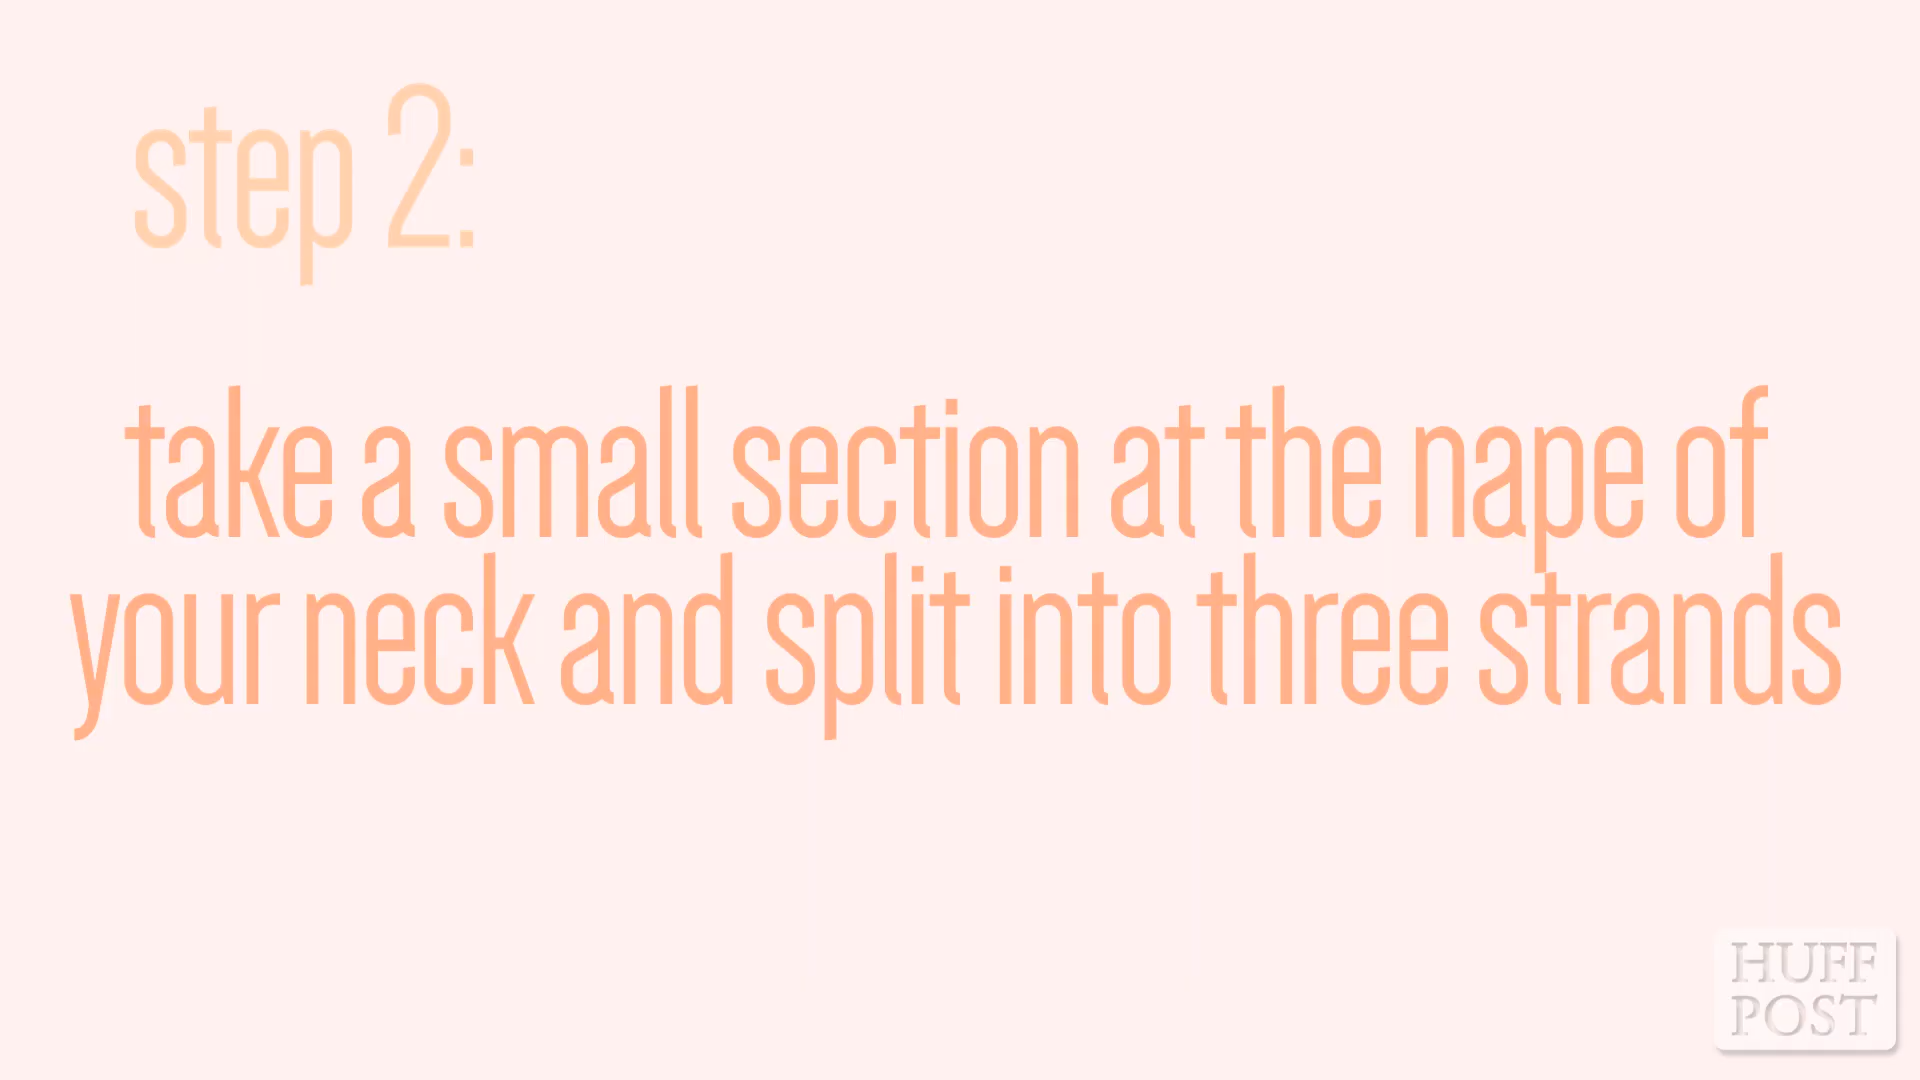 step 2:
take a small section at the nape of
your neck and split into three strands
HUFF
POST